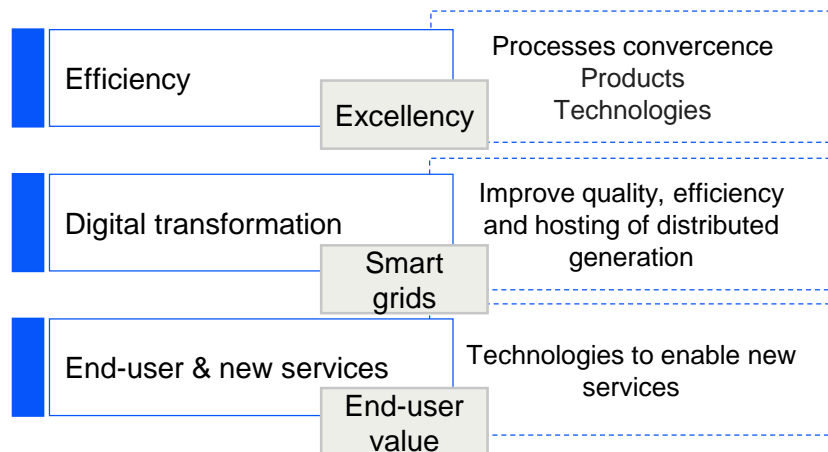 Efficiency
Excellency
Processes convercence
Products
Technologies
Digital transformation
Smart
grids
Improve quality, efficiency
and hosting of distributed
generation
End-user & new services
End-user
value
Technologies to enable new
services